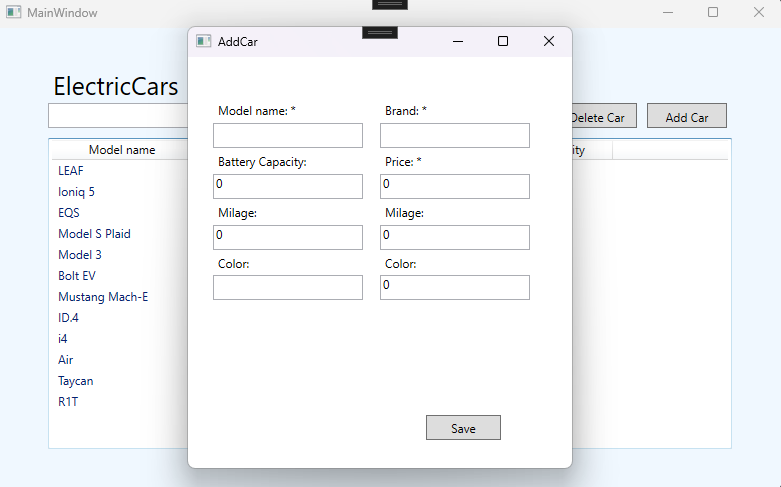 MainWindow
AddCar
ElectricCars
Delete Car
Add Car
Model name
LEAF
Ioniq 5
EQS
Model S Plaid
Model 3
Bolt EV
Mustang Mach-E
ID.4
i4
Air
Taycan
R1T
Model name: *
Brand: *
Battery Capacity:
Price: *
0
0
Milage:
Milage:
0
0
Color:
Color:
0
Save